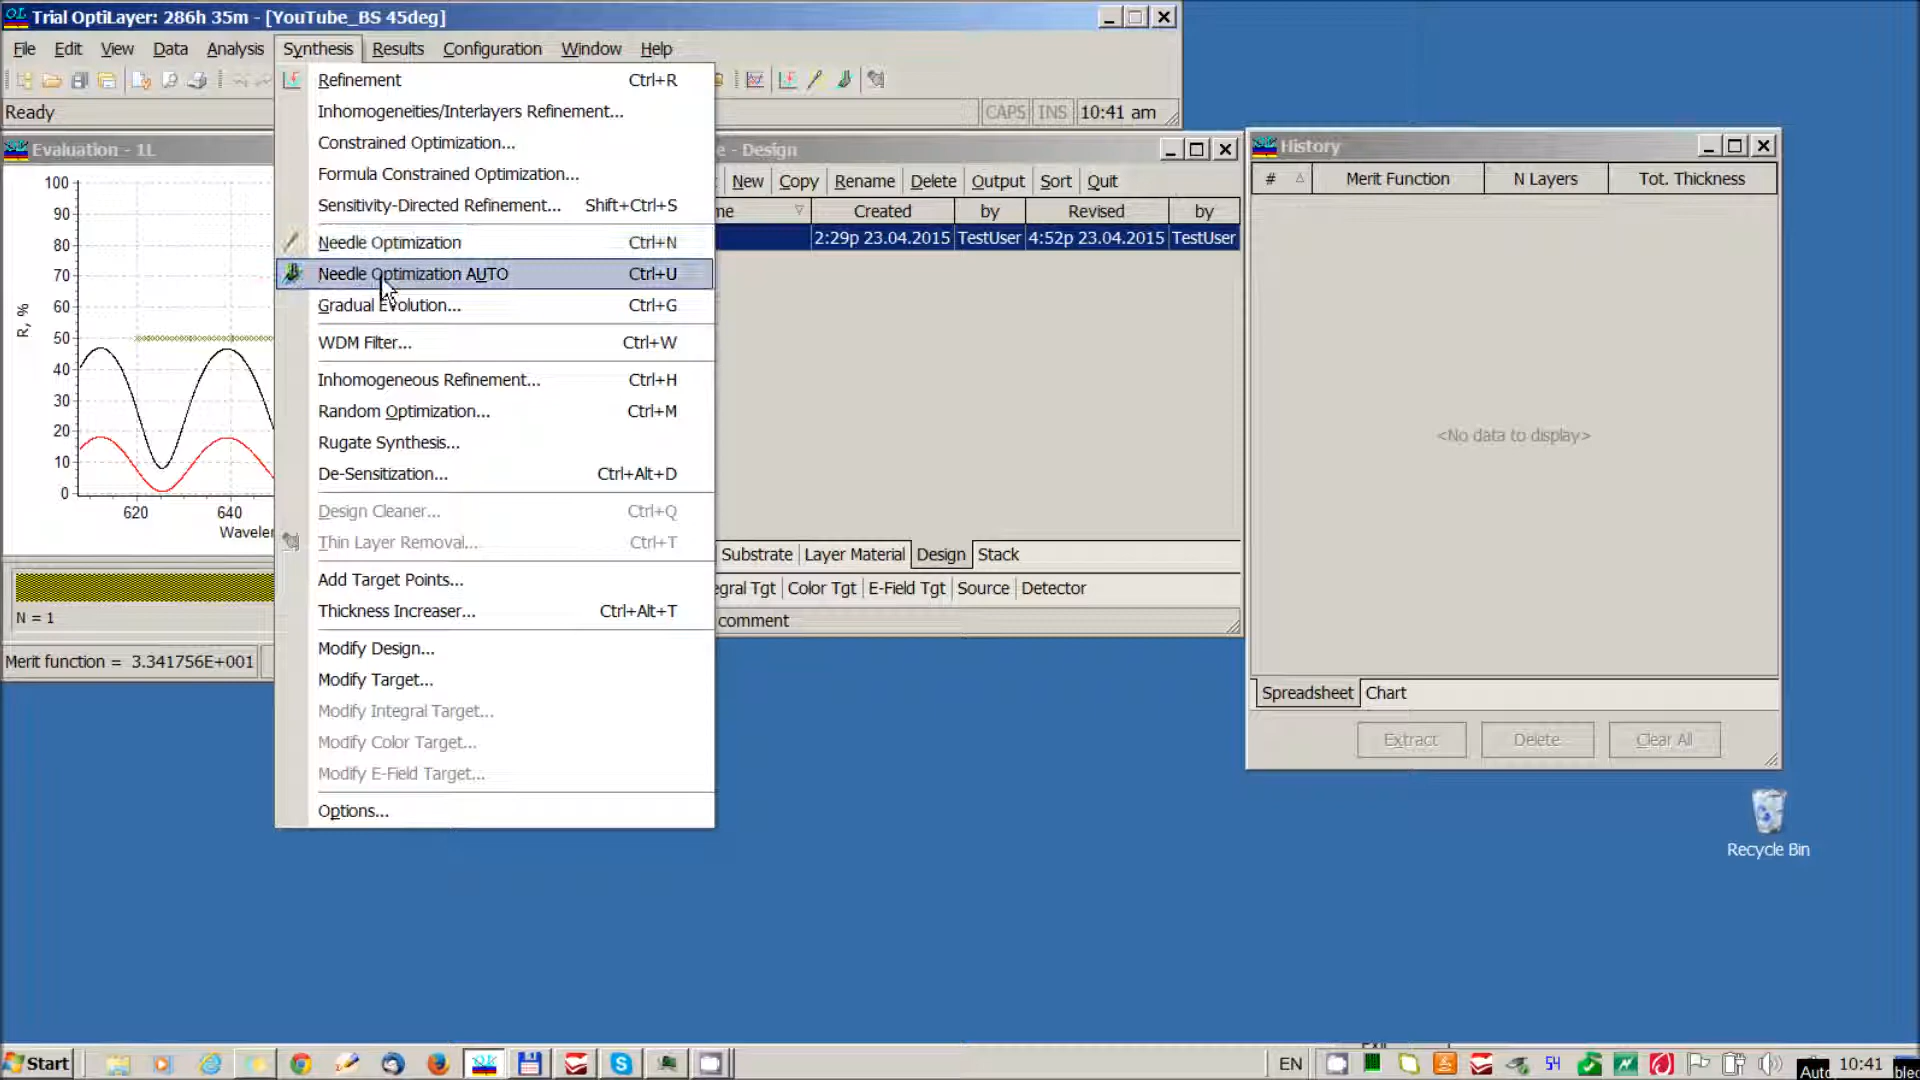 Trial OptiLayer: 286h 35m - [YouTube_BS 45deg]
File Edit View Data Analysis Synthesis Results Configuration Window Help
Ready
CAPS INS 10:41 am
Evaluation - 1L
100
90
80
70
60
50
40
30
20
10
0
R, %
620 640
N = 1
Merit function = 3.341756E+001
Refinement Ctrl+R
Inhomogeneities/Interlayers Refinement...
Constrained Optimization...
Formula Constrained Optimization...
Sensitivity-Directed Refinement... Shift+Ctrl+S
Needle Optimization Ctrl+N
Needle Optimization AUTO Ctrl+U
Gradual Evolution... Ctrl+G
WDM Filter... Ctrl+W
Inhomogeneous Refinement... Ctrl+H
Random Optimization... Ctrl+M
Rugate Synthesis...
De-Sensitization... Ctrl+Alt+D
Design Cleaner... Ctrl+Q
Thin Layer Removal... Ctrl+T
Add Target Points...
Thickness Increaser... Ctrl+Alt+T
Modify Design...
Modify Target...
Modify Integral Target...
Modify Color Target...
Modify E-Field Target...
Options...
- Design
New Copy Rename Delete Output Sort Quit
Created by Revised by
2:29p 23.04.2015 TestUser 4:52p 23.04.2015 TestUser
Substrate Layer Material Design Stack
Tgt Color Tgt E-Field Tgt Source Detector
comment
History
# Merit Function N Layers Tot. Thickness
<No data to display>
Spreadsheet Chart
Extract Delete Clear All
Recycle Bin
Start
EN 54 10:41